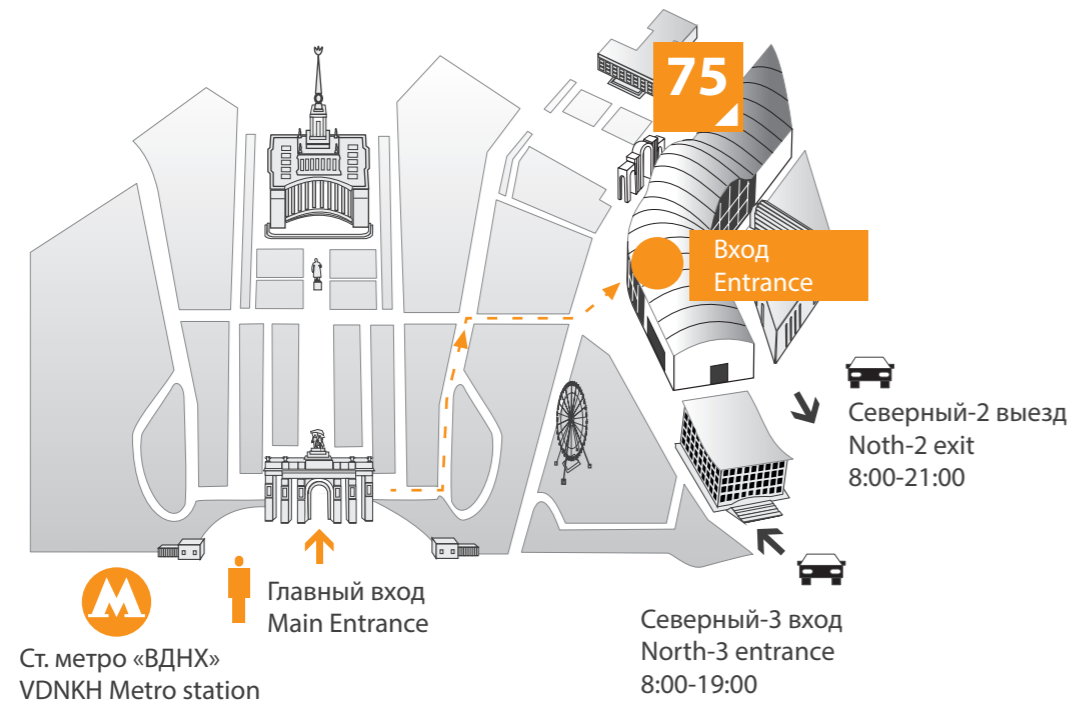 75
Вход
Entrance
Северный-2 выезд
Noth-2 exit
8:00-21:00
Главный вход
Main Entrance
Северный-3 вход
North-3 entrance
8:00-19:00
Ст. метро «ВДНХ»
VDNKH Metro station